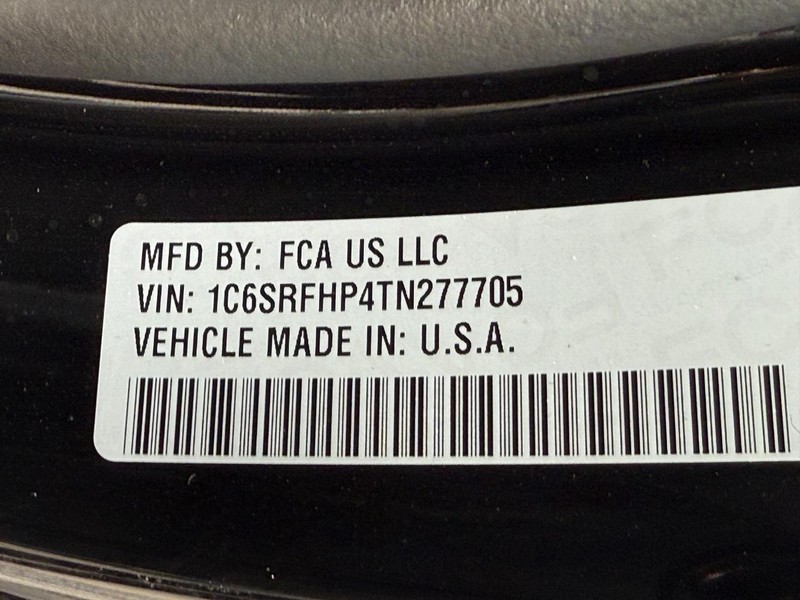 MFD BY: FCA US LLC
VIN: 1C6SRFHP4TN277705
VEHICLE MADE IN: U.S.A.